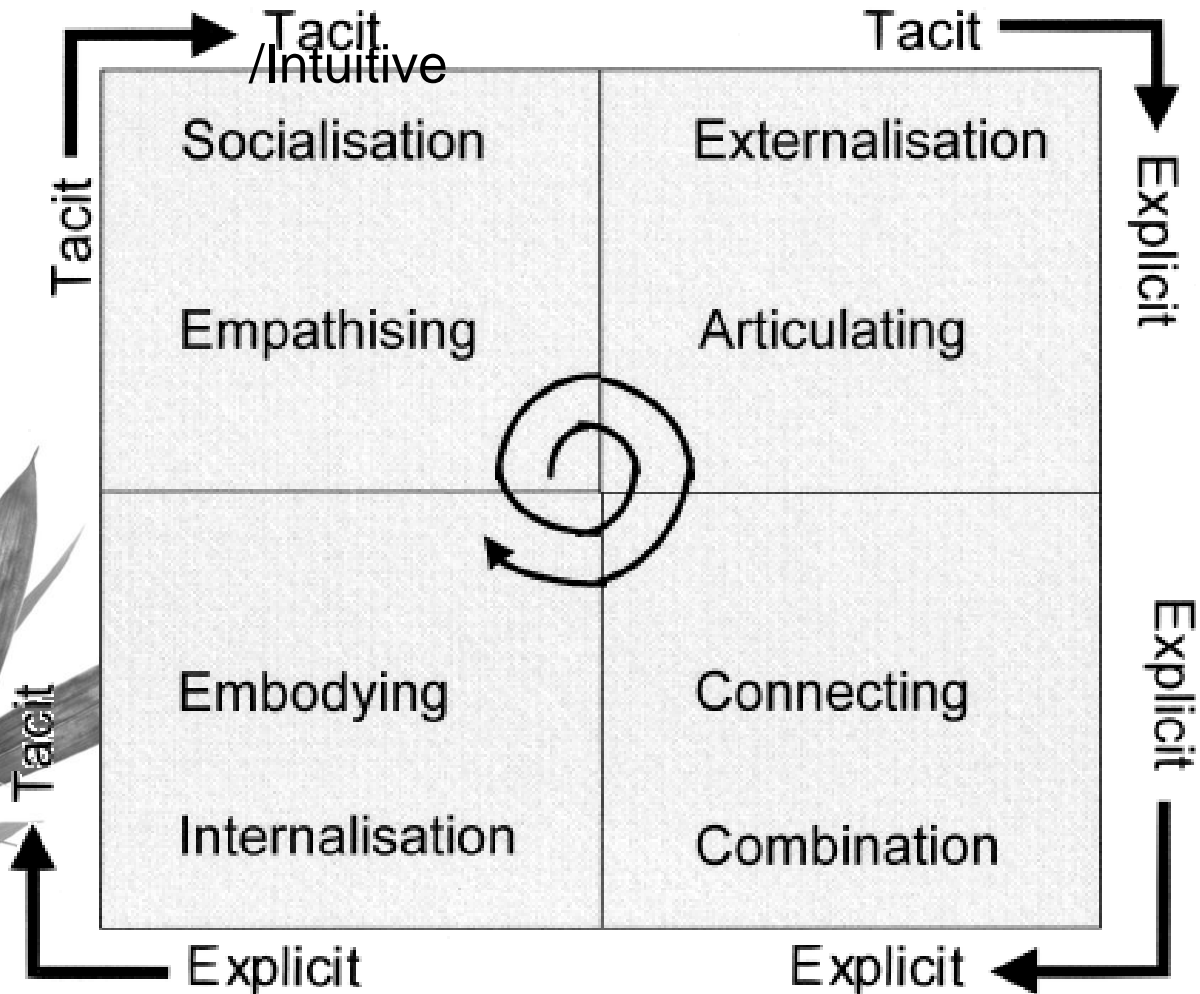 Tacit
/Intuitive
Tacit
Tacit
Explicit
Socialisation
Externalisation
Empathising
Articulating
Embodying
Connecting
Internalisation
Combination
Tacit
Explicit
Explicit
Explicit